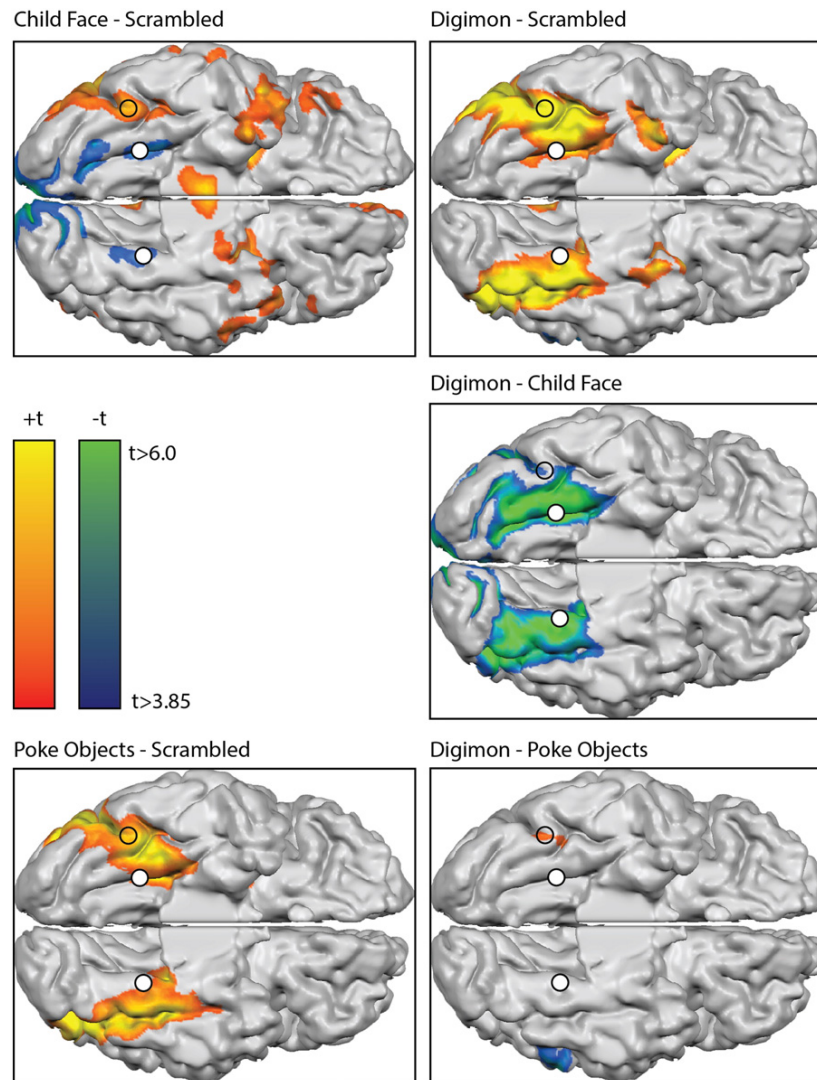 Child Face - Scrambled
Digimon - Scrambled
Digimon - Child Face
+t
-t
t>6.0
t>3.85
Poke Objects - Scrambled
Digimon - Poke Objects